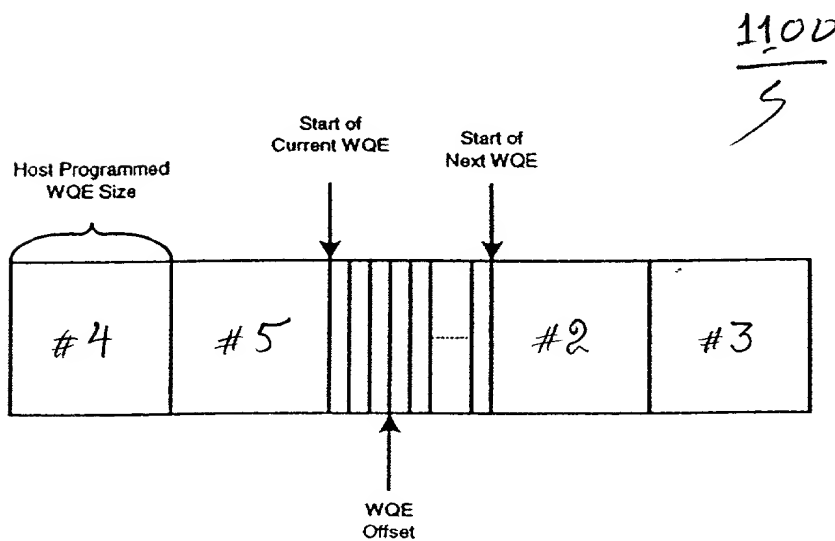 1100
5
Start of
Current WQE
Start of
Next WQE
Host Programmed
WQE Size
#4
#5
#2
#3
WQE
Offset